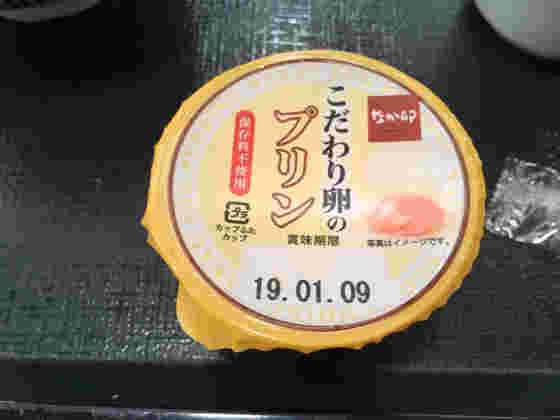 なか卯
こだわり卵の
プリン
保存料不使用
プラ
カップふた
カップ
賞味期限
写真はイメージです。
19.01.09